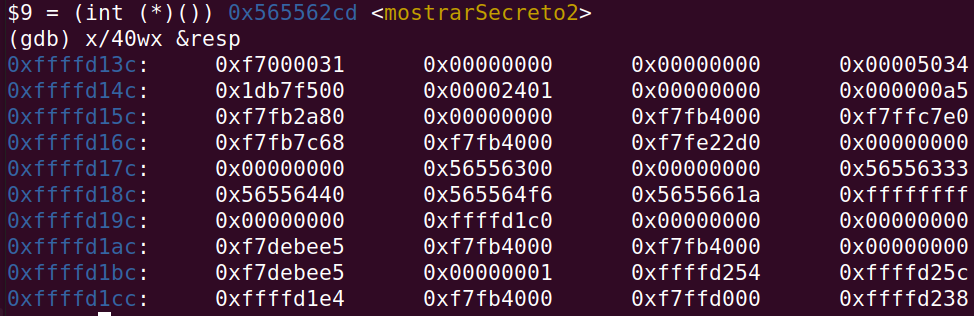 $9 = (int (*)()) 0x565562cd <mostrarSecreto2>
(gdb) x/40wx &resp
0xffffd13c: 0xf7000031 0x00000000 0x00000000 0x00005034
0xffffd14c: 0x1db7f500 0x00002401 0x00000000 0x000000a5
0xffffd15c: 0xf7fb2a80 0x00000000 0xf7fb4000 0xf7ffc7e0
0xffffd16c: 0xf7fb7c68 0xf7fb4000 0xf7fe22d0 0x00000000
0xffffd17c: 0x00000000 0x56556300 0x00000000 0x56556333
0xffffd18c: 0x56556440 0x565564f6 0x5655661a 0xffffffff
0xffffd19c: 0x00000000 0xffffd1c0 0x00000000 0x00000000
0xffffd1ac: 0xf7debee5 0xf7fb4000 0xf7fb4000 0x00000000
0xffffd1bc: 0xf7debee5 0x00000001 0xffffd254 0xffffd25c
0xffffd1cc: 0xffffd1e4 0xf7fb4000 0xf7ffd000 0xffffd238